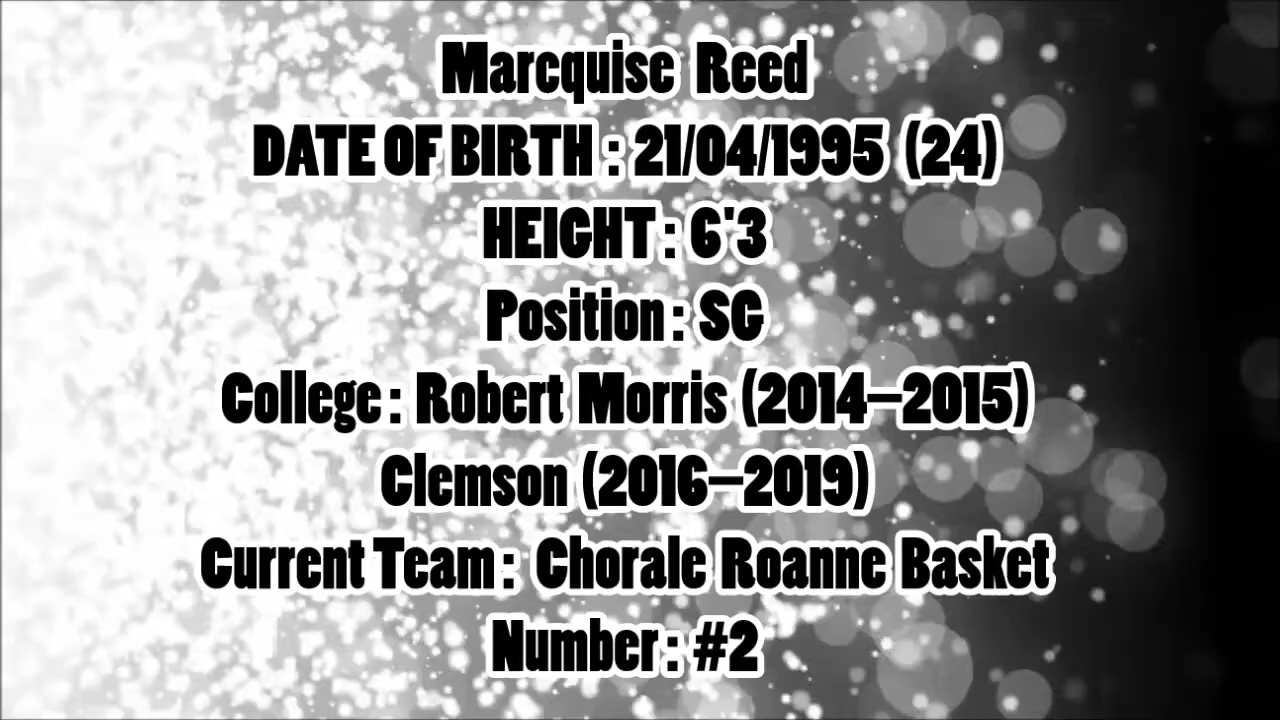 Marcquise Reed
DATE OF BIRTH : 21/04/1995 (24)
HEIGHT : 6'3
Position : SG
College : Robert Morris (2014–2015)
Clemson (2016–2019)
Current Team : Chorale Roanne Basket
Number : #2